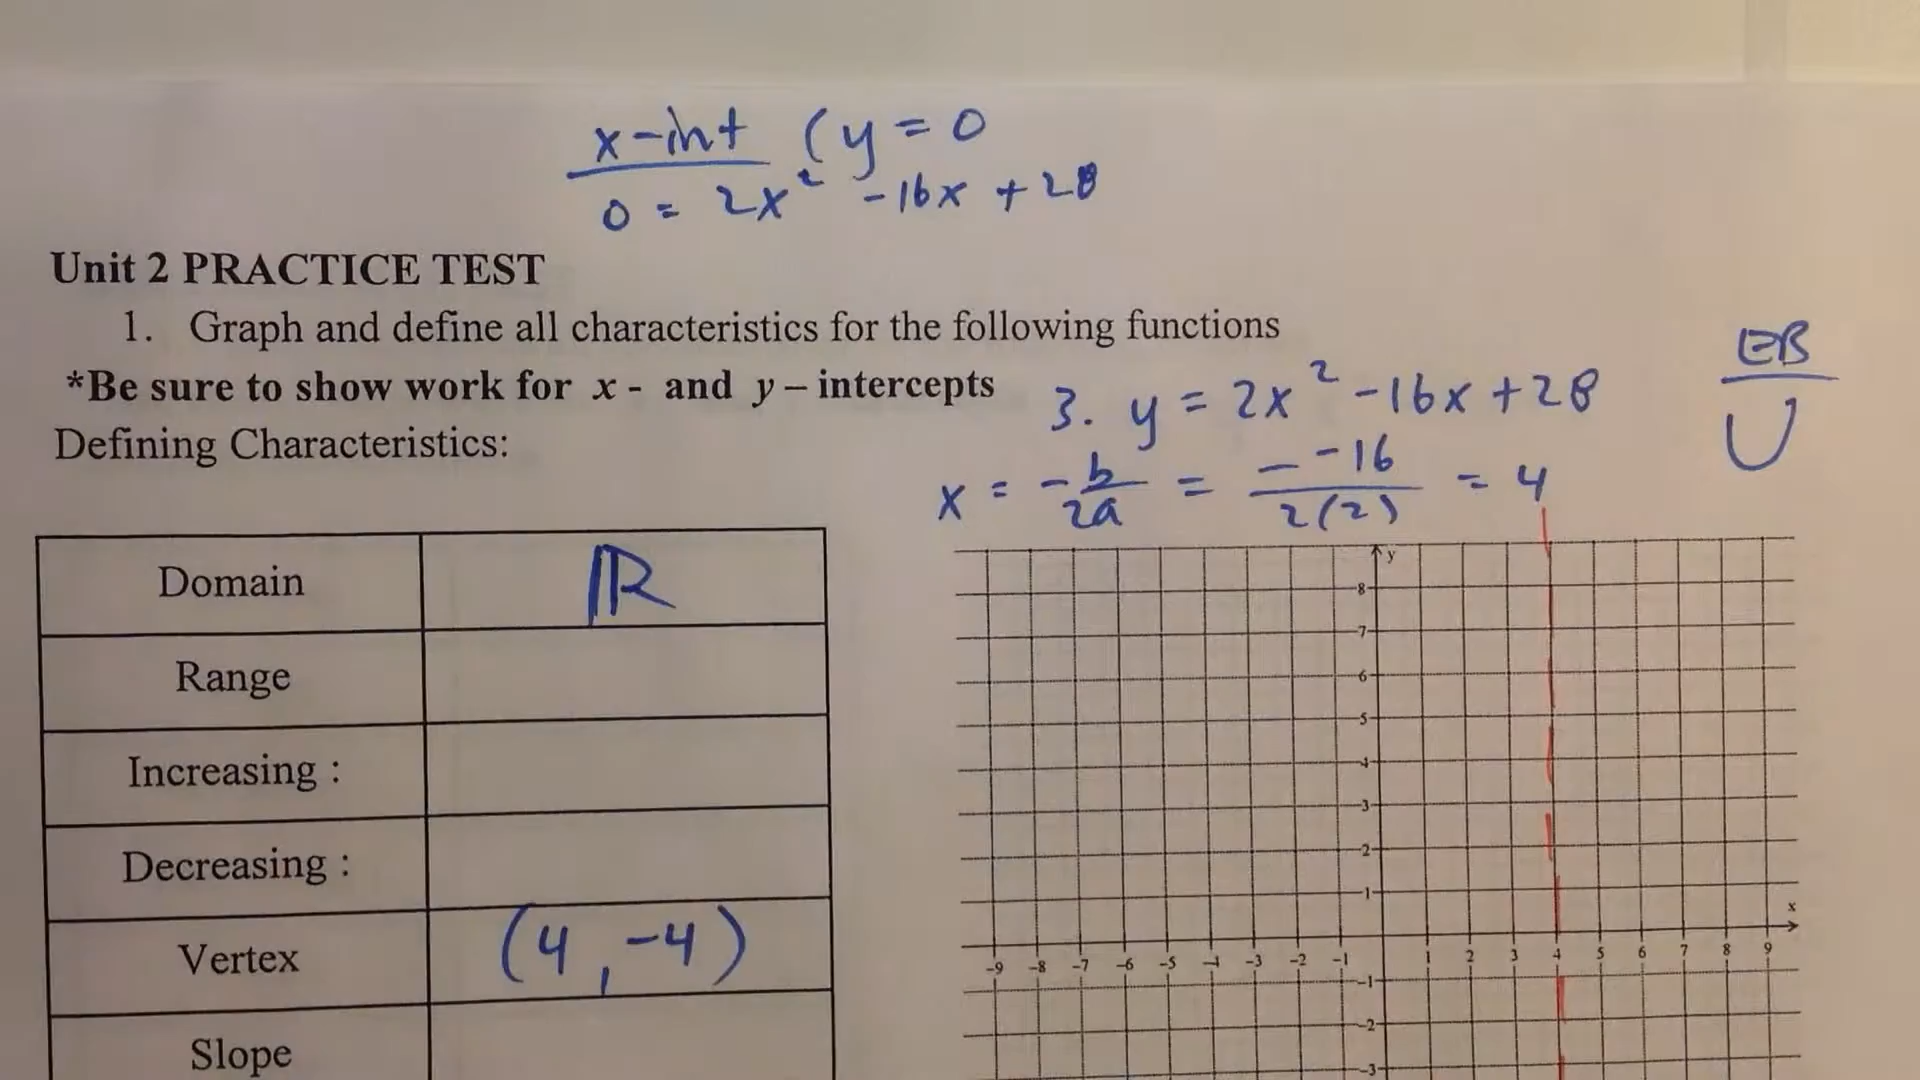 x-int (y = 0
0 = 2x² -16x + 28
Unit 2 PRACTICE TEST
1. Graph and define all characteristics for the following functions
*Be sure to show work for x - and y – intercepts
3. y = 2x² -16x + 28
EB
U
Defining Characteristics:
x = -b/2a = - -16/2(2) = 4
Domain ℝ
Range
Increasing :
Decreasing :
Vertex (4, -4)
Slope
y
8
7
6
5
4
3
2
1
x
-9 -8 -7 -6 -5 -4 -3 -2 -1 1 2 3 4 5 6 7 8 9
-1
-2
-3